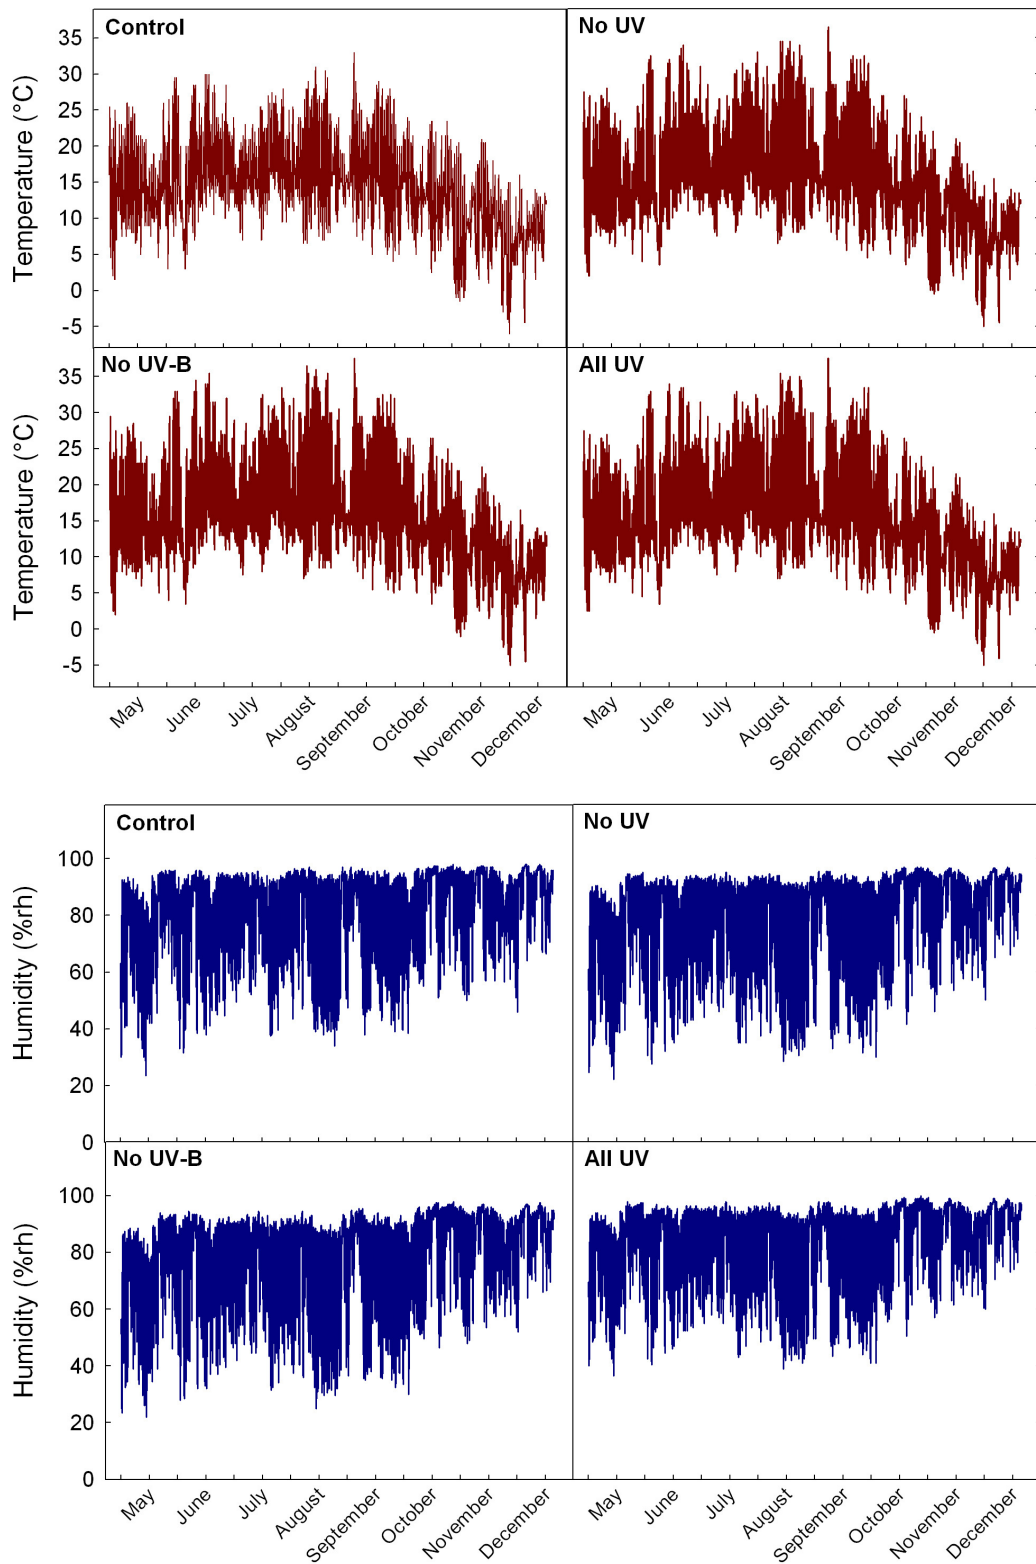 Control
No UV
35
30
25
20
15
10
5
0
-5
Temperature (°C)
No UV-B
All UV
35
30
25
20
15
10
5
0
-5
Temperature (°C)
May
June
July
August
September
October
November
December
May
June
July
August
September
October
November
December
Control
No UV
100
80
60
40
20
0
Humidity (%rh)
No UV-B
All UV
100
80
60
40
20
0
Humidity (%rh)
May
June
July
August
September
October
November
December
May
June
July
August
September
October
November
December